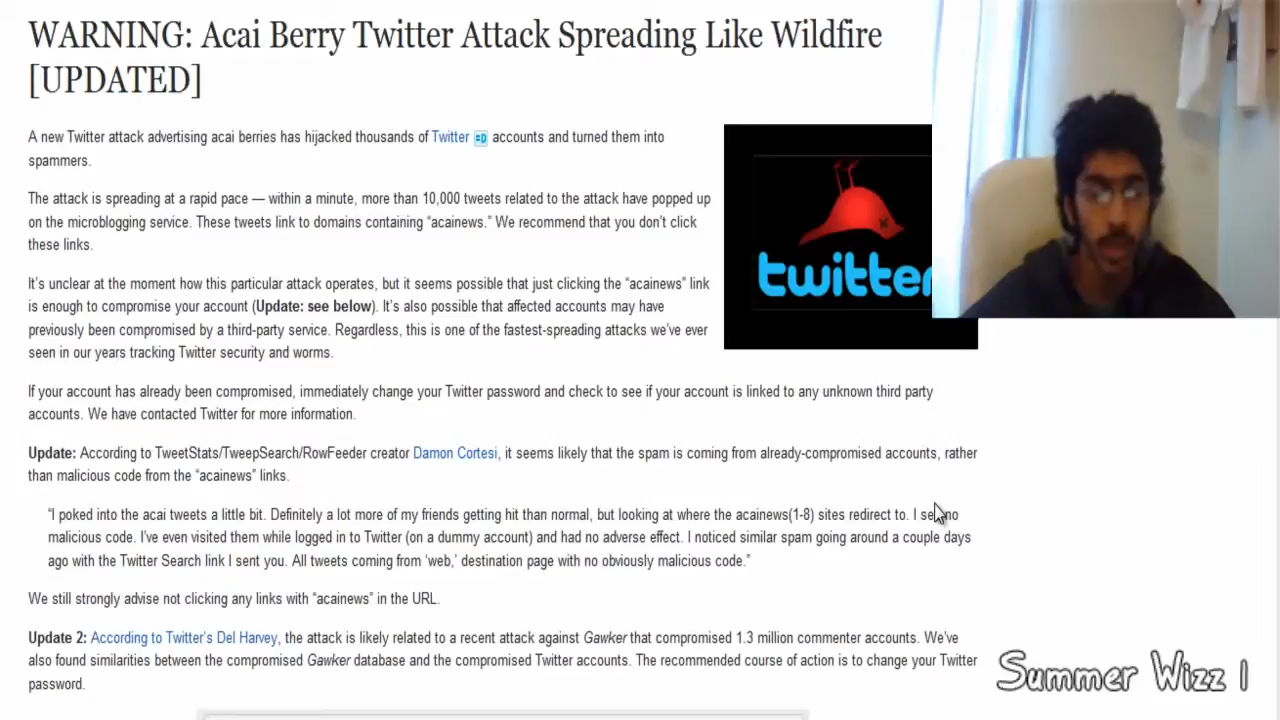 WARNING: Acai Berry Twitter Attack Spreading Like Wildfire
[UPDATED]
A new Twitter attack advertising acai berries has hijacked thousands of Twitter accounts and turned them into
spammers.
The attack is spreading at a rapid pace — within a minute, more than 10,000 tweets related to the attack have popped up
on the microblogging service. These tweets link to domains containing “acainews.” We recommend that you don’t click
these links.
It’s unclear at the moment how this particular attack operates, but it seems possible that just clicking the “acainews” link
is enough to compromise your account (Update: see below). It’s also possible that affected accounts may have
previously been compromised by a third-party service. Regardless, this is one of the fastest-spreading attacks we’ve ever
seen in our years tracking Twitter security and worms.
twitter
If your account has already been compromised, immediately change your Twitter password and check to see if your account is linked to any unknown third party
accounts. We have contacted Twitter for more information.
Update: According to TweetStats/TweepSearch/RowFeeder creator Damon Cortesi, it seems likely that the spam is coming from already-compromised accounts, rather
than malicious code from the “acainews” links.
“I poked into the acai tweets a little bit. Definitely a lot more of my friends getting hit than normal, but looking at where the acainews(1-8) sites redirect to. I see no
malicious code. I’ve even visited them while logged in to Twitter (on a dummy account) and had no adverse effect. I noticed similar spam going around a couple days
ago with the Twitter Search link I sent you. All tweets coming from ‘web,’ destination page with no obviously malicious code.”
We still strongly advise not clicking any links with “acainews” in the URL.
Update 2: According to Twitter’s Del Harvey, the attack is likely related to a recent attack against Gawker that compromised 1.3 million commenter accounts. We’ve
also found similarities between the compromised Gawker database and the compromised Twitter accounts. The recommended course of action is to change your Twitter
password.
Summer Wizz 1